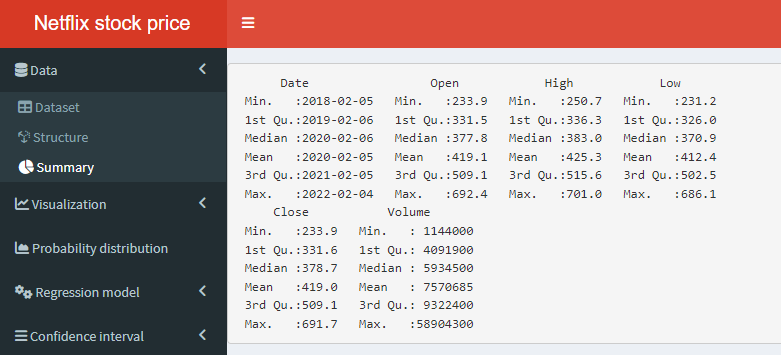 Netflix stock price
Data
Dataset
Structure
Summary
Visualization
Probability distribution
Regression model
Confidence interval
Date Open High Low
Min. :2018-02-05 Min. :233.9 Min. :250.7 Min. :231.2
1st Qu.:2019-02-06 1st Qu.:331.5 1st Qu.:336.3 1st Qu.:326.0
Median :2020-02-06 Median :377.8 Median :383.0 Median :370.9
Mean :2020-02-05 Mean :419.1 Mean :425.3 Mean :412.4
3rd Qu.:2021-02-05 3rd Qu.:509.1 3rd Qu.:515.6 3rd Qu.:502.5
Max. :2022-02-04 Max. :692.4 Max. :701.0 Max. :686.1
Close Volume
Min. :233.9 Min. : 1144000
1st Qu.:331.6 1st Qu.: 4091900
Median :378.7 Median : 5934500
Mean :419.0 Mean : 7570685
3rd Qu.:509.1 3rd Qu.: 9322400
Max. :691.7 Max. :58904300